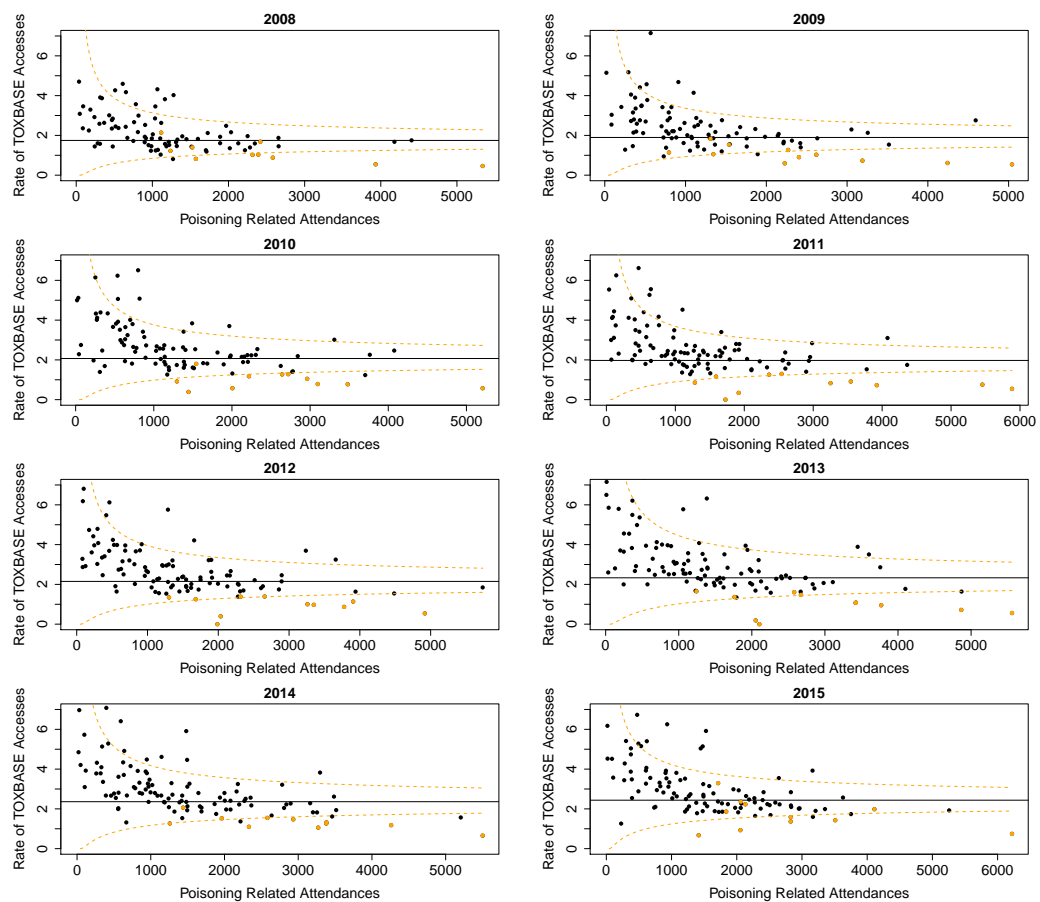 2008
Rate of TOXBASE Accesses
0 2 4 6
0 1000 2000 3000 4000 5000
Poisoning Related Attendances
2009
Rate of TOXBASE Accesses
0 2 4 6
0 1000 2000 3000 4000 5000
Poisoning Related Attendances
2010
Rate of TOXBASE Accesses
0 2 4 6
0 1000 2000 3000 4000 5000
Poisoning Related Attendances
2011
Rate of TOXBASE Accesses
0 2 4 6
0 1000 2000 3000 4000 5000 6000
Poisoning Related Attendances
2012
Rate of TOXBASE Accesses
0 2 4 6
0 1000 2000 3000 4000 5000
Poisoning Related Attendances
2013
Rate of TOXBASE Accesses
0 2 4 6
0 1000 2000 3000 4000 5000
Poisoning Related Attendances
2014
Rate of TOXBASE Accesses
0 2 4 6
0 1000 2000 3000 4000 5000
Poisoning Related Attendances
2015
Rate of TOXBASE Accesses
0 2 4 6
0 1000 2000 3000 4000 5000 6000
Poisoning Related Attendances